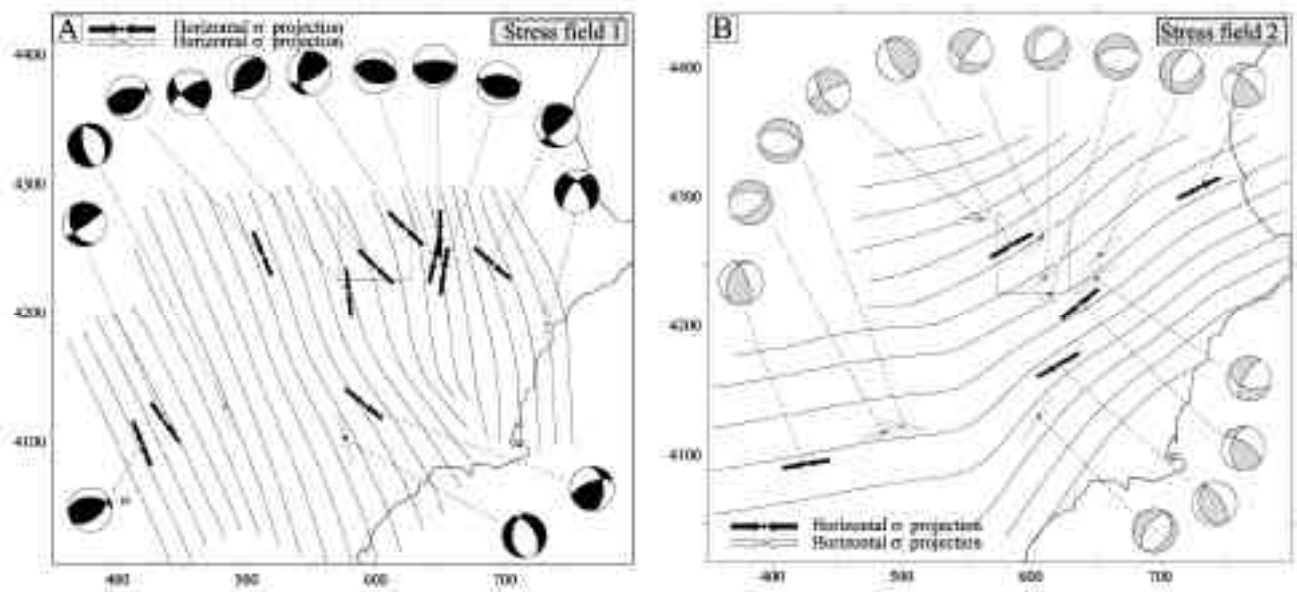 A
Horizontal σ projection
Horizontal σ projection
Stress field 1
4400
4300
4200
4100
400
500
600
700
B
Stress field 2
4400
4300
4200
4100
Horizontal σ projection
Horizontal σ projection
400
500
600
700